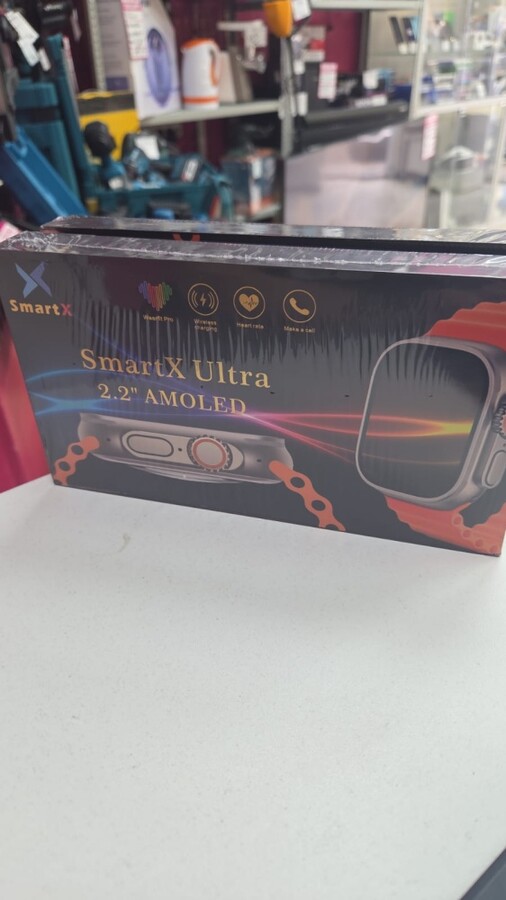 SmartX
Wearfit Pro
Wireless
charging
Heart rate
Make a call
SmartX Ultra
2.2" AMOLED